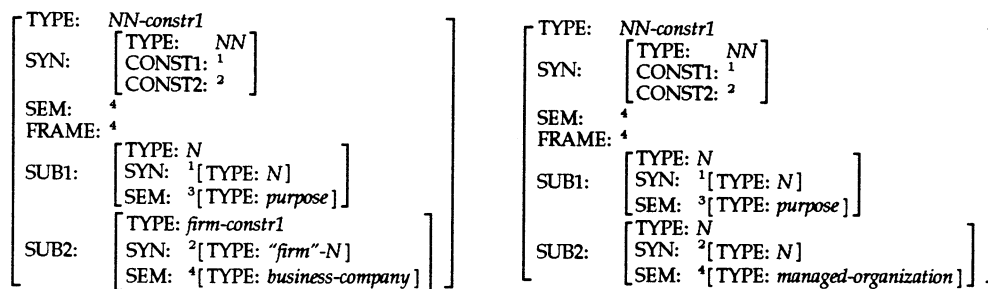 TYPE: NN-constr1
SYN: [TYPE: NN
CONST1: 1
CONST2: 2]
SEM: 4
FRAME: 4
SUB1: [TYPE: N
SYN: 1[TYPE: N]
SEM: 3[TYPE: purpose]]
SUB2: [TYPE: firm-constr1
SYN: 2[TYPE: "firm"-N]
SEM: 4[TYPE: business-company]]
TYPE: NN-constr1
SYN: [TYPE: NN
CONST1: 1
CONST2: 2]
SEM: 4
FRAME: 4
SUB1: [TYPE: N
SYN: 1[TYPE: N]
SEM: 3[TYPE: purpose]]
SUB2: [TYPE: N
SYN: 2[TYPE: N]
SEM: 4[TYPE: managed-organization]]